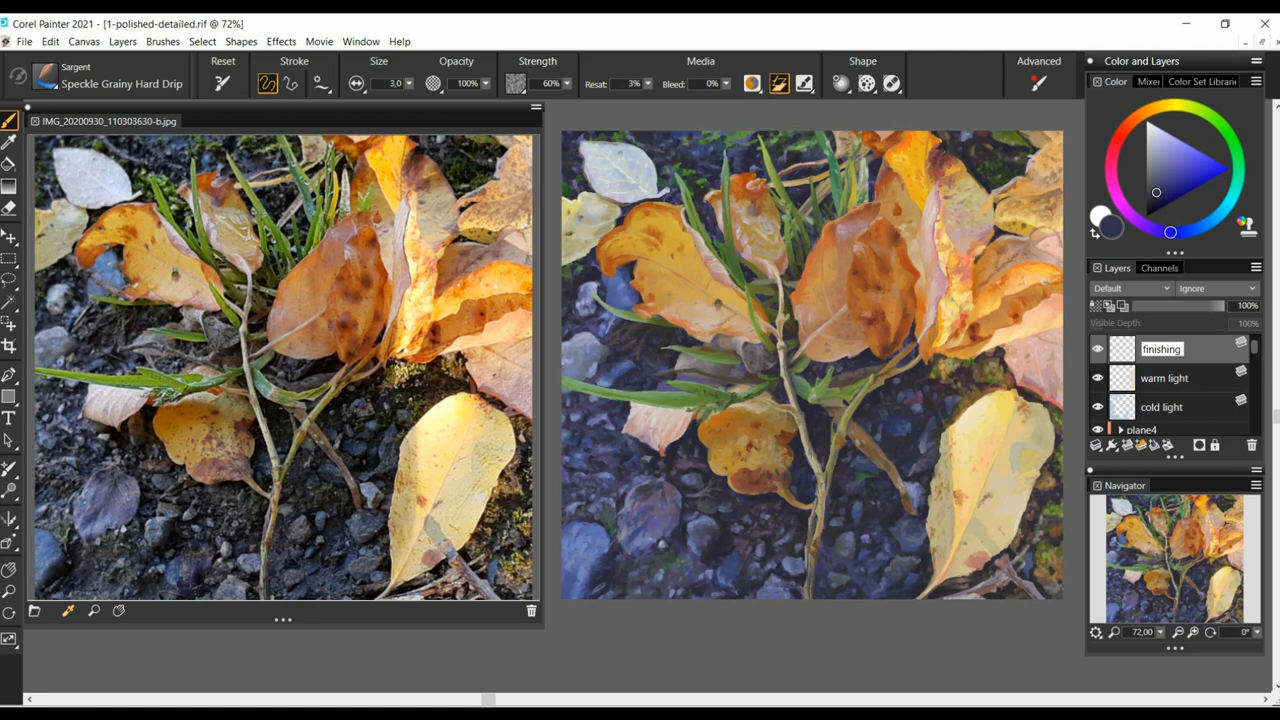 Corel Painter 2021 - [1-polished-detailed.rif @ 72%]
File Edit Canvas Layers Brushes Select Shapes Effects Movie Window Help
Sargent
Speckle Grainy Hard Drip
Reset Stroke Size Opacity Strength Media Shape Advanced
3,0 100% 60% Resat: 3% Bleed: 0%
IMG_20200930_110303630-b.jpg
Color and Layers
Color Mixe Color Set Librari
Layers Channels
Default Ignore
100%
Visible Depth: 100%
finishing
warm light
cold light
plane4
Navigator
72,00 0°
T